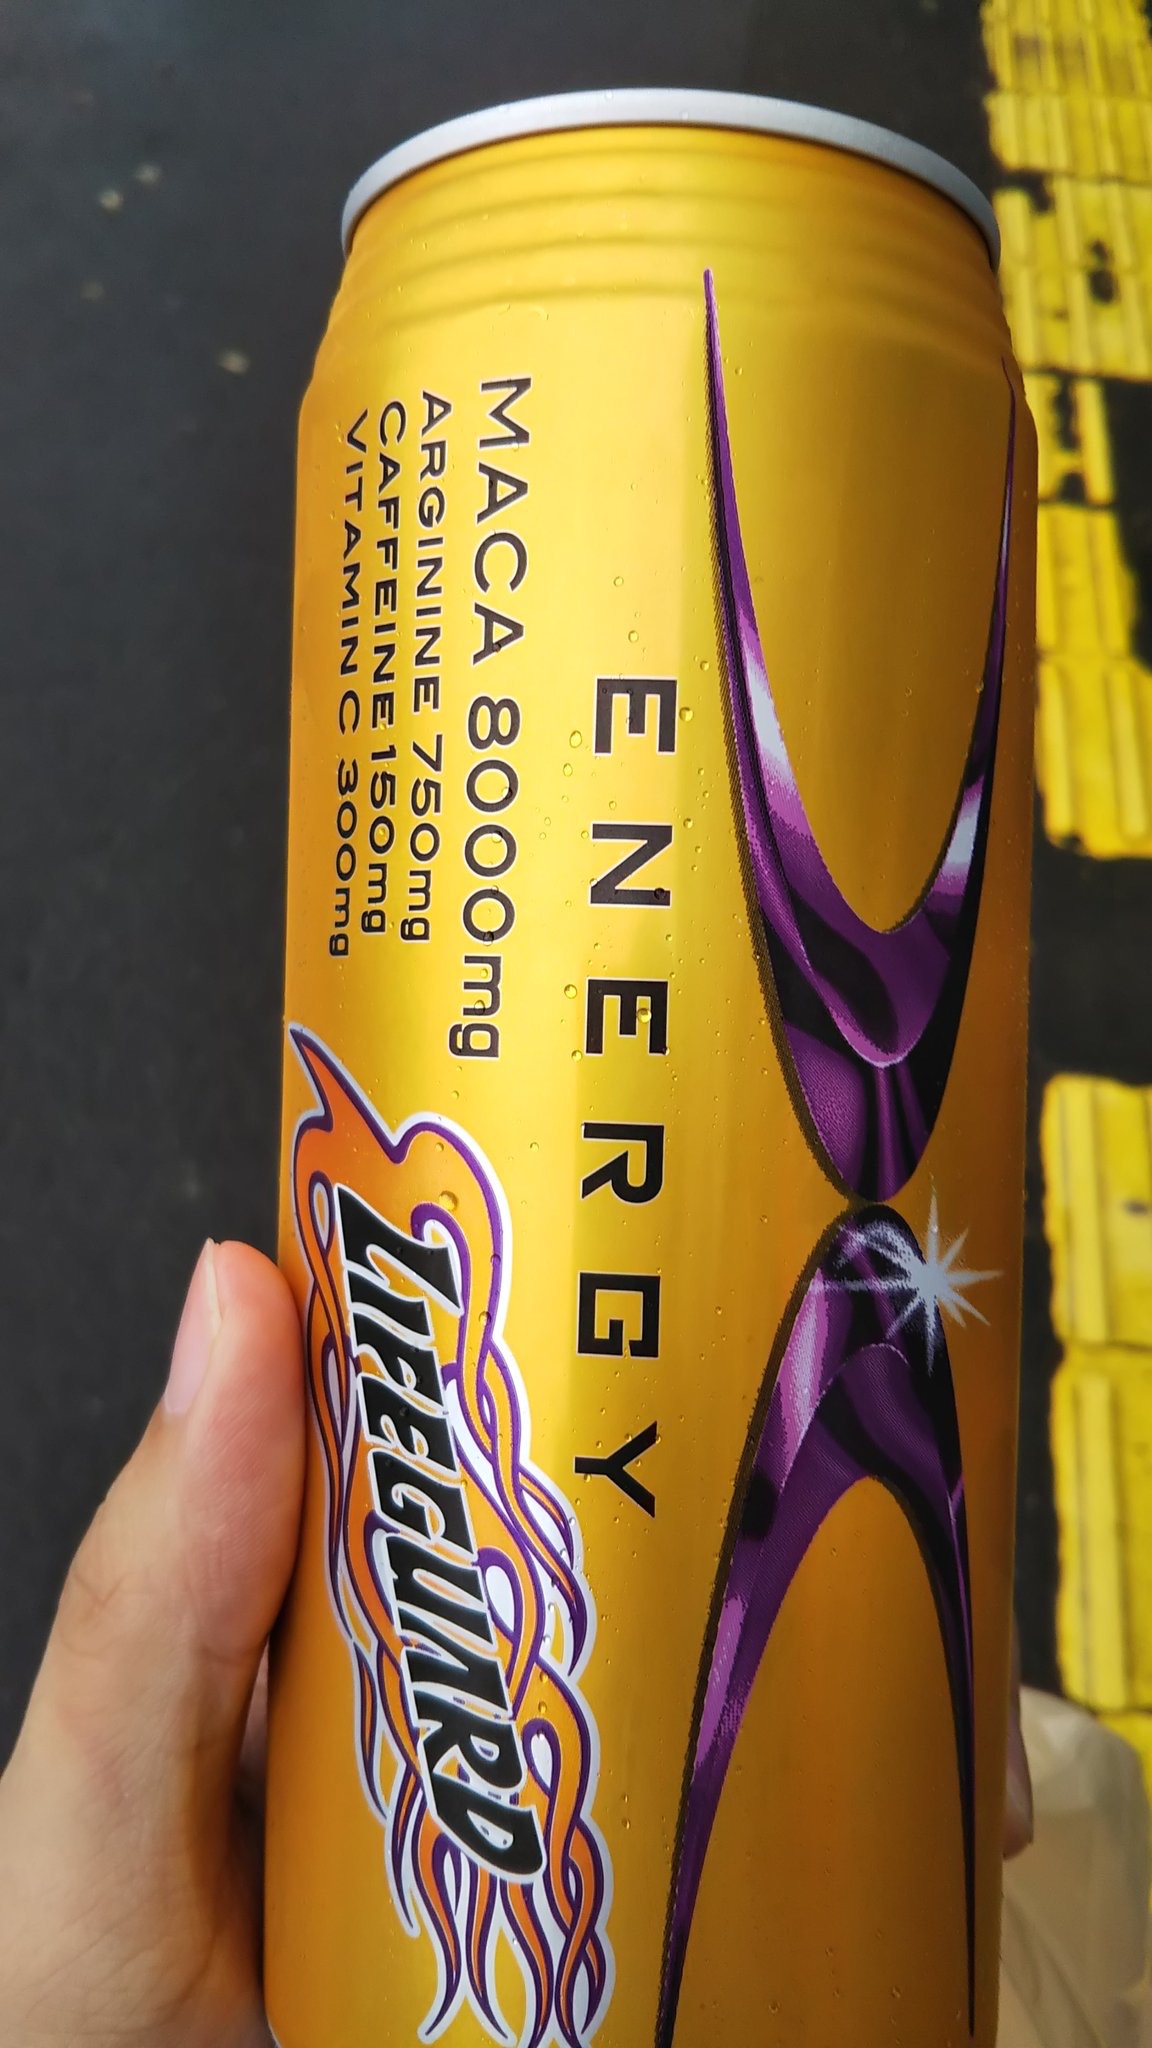 ENERGY
MACA 8000mg
ARGININE 750mg
CAFFEINE 150mg
VITAMIN C 300mg
LIFEGUARD